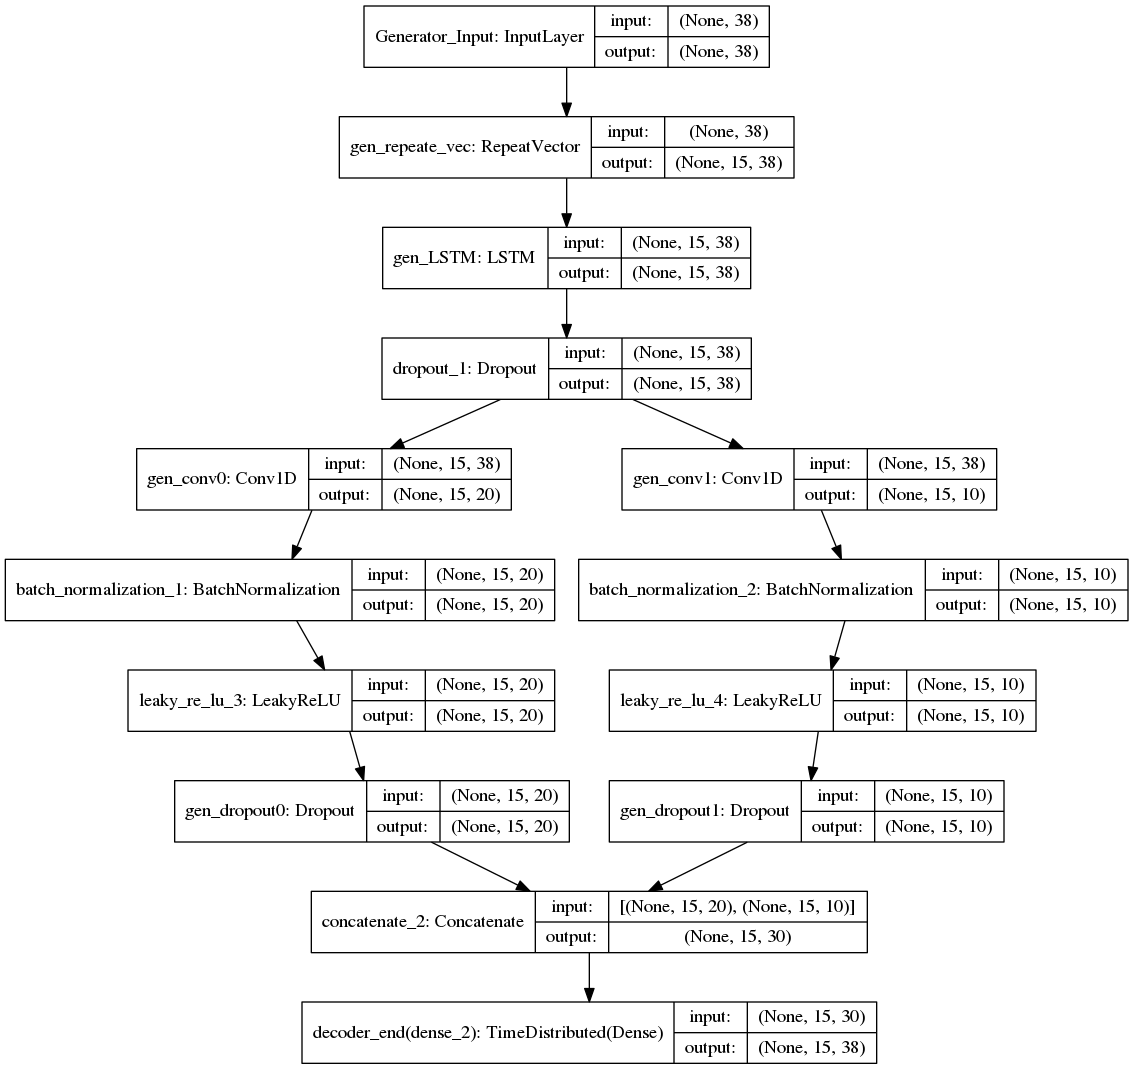 Generator_Input: InputLayer
input: (None, 38)
output: (None, 38)
gen_repeate_vec: RepeatVector
input: (None, 38)
output: (None, 15, 38)
gen_LSTM: LSTM
input: (None, 15, 38)
output: (None, 15, 38)
dropout_1: Dropout
input: (None, 15, 38)
output: (None, 15, 38)
gen_conv0: Conv1D
input: (None, 15, 38)
output: (None, 15, 20)
gen_conv1: Conv1D
input: (None, 15, 38)
output: (None, 15, 10)
batch_normalization_1: BatchNormalization
input: (None, 15, 20)
output: (None, 15, 20)
batch_normalization_2: BatchNormalization
input: (None, 15, 10)
output: (None, 15, 10)
leaky_re_lu_3: LeakyReLU
input: (None, 15, 20)
output: (None, 15, 20)
leaky_re_lu_4: LeakyReLU
input: (None, 15, 10)
output: (None, 15, 10)
gen_dropout0: Dropout
input: (None, 15, 20)
output: (None, 15, 20)
gen_dropout1: Dropout
input: (None, 15, 10)
output: (None, 15, 10)
concatenate_2: Concatenate
input: [(None, 15, 20), (None, 15, 10)]
output: (None, 15, 30)
decoder_end(dense_2): TimeDistributed(Dense)
input: (None, 15, 30)
output: (None, 15, 38)